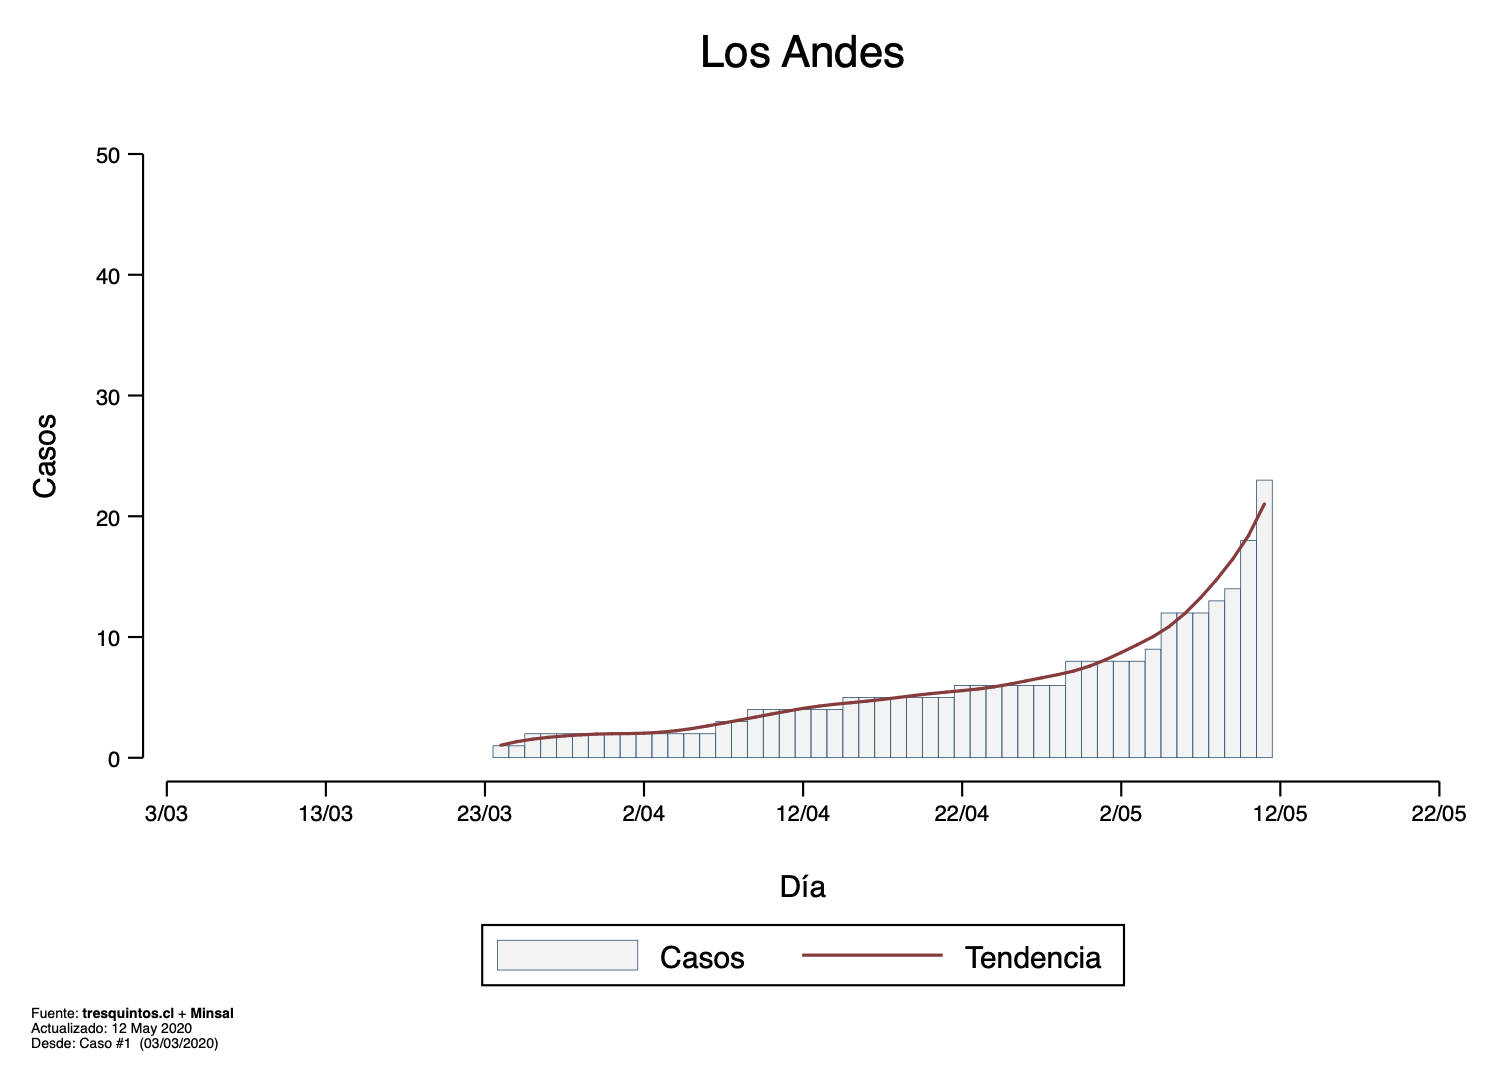 Los Andes
50
40
30
20
10
0
Casos
3/03 13/03 23/03 2/04 12/04 22/04 2/05 12/05 22/05
Día
Casos Tendencia
Fuente: tresquintos.cl + Minsal
Actualizado: 12 May 2020
Desde: Caso #1 (03/03/2020)